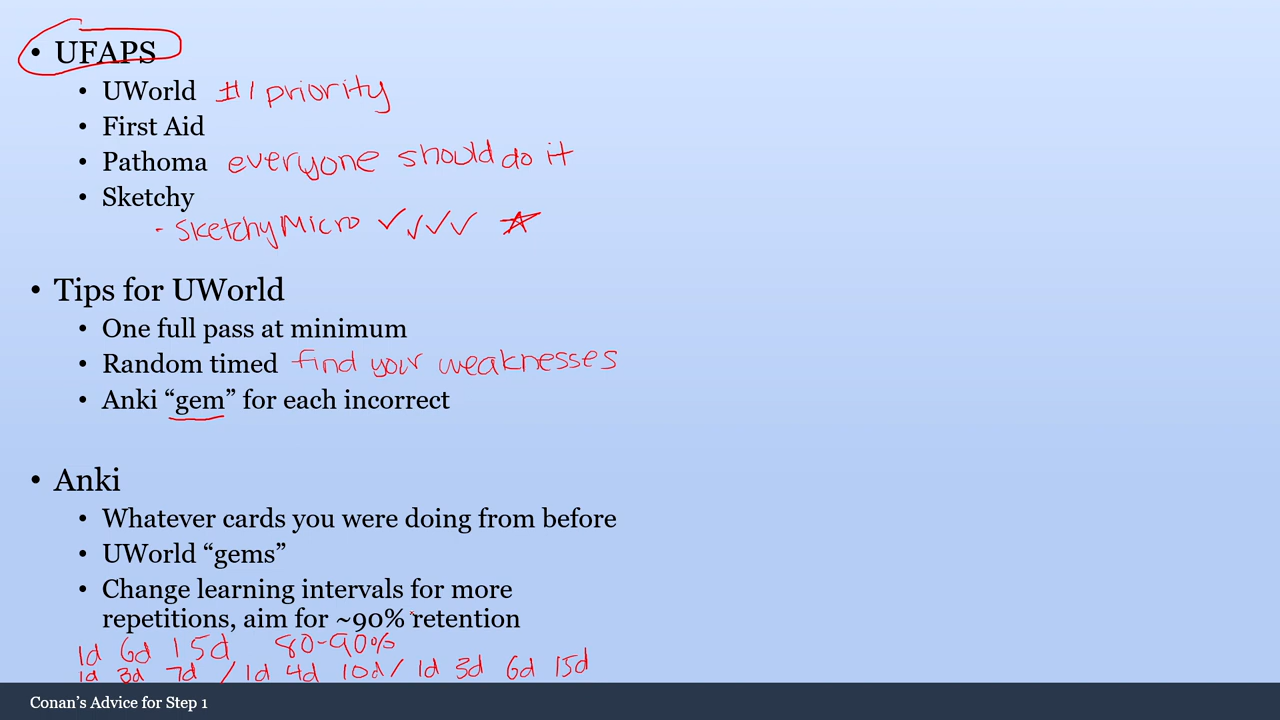 • UFAPS
• UWorld #1 priority
• First Aid
• Pathoma everyone should do it
• Sketchy
- SketchyMicro ✓✓✓✓ ☆
• Tips for UWorld
• One full pass at minimum
• Random timed find your weaknesses
• Anki “gem” for each incorrect
• Anki
• Whatever cards you were doing from before
• UWorld “gems”
• Change learning intervals for more
repetitions, aim for ~90% retention
1d 6d 15d 80-90%
1d 3d 7d / 1d 4d 10d / 1d 3d 6d 15d
Conan’s Advice for Step 1